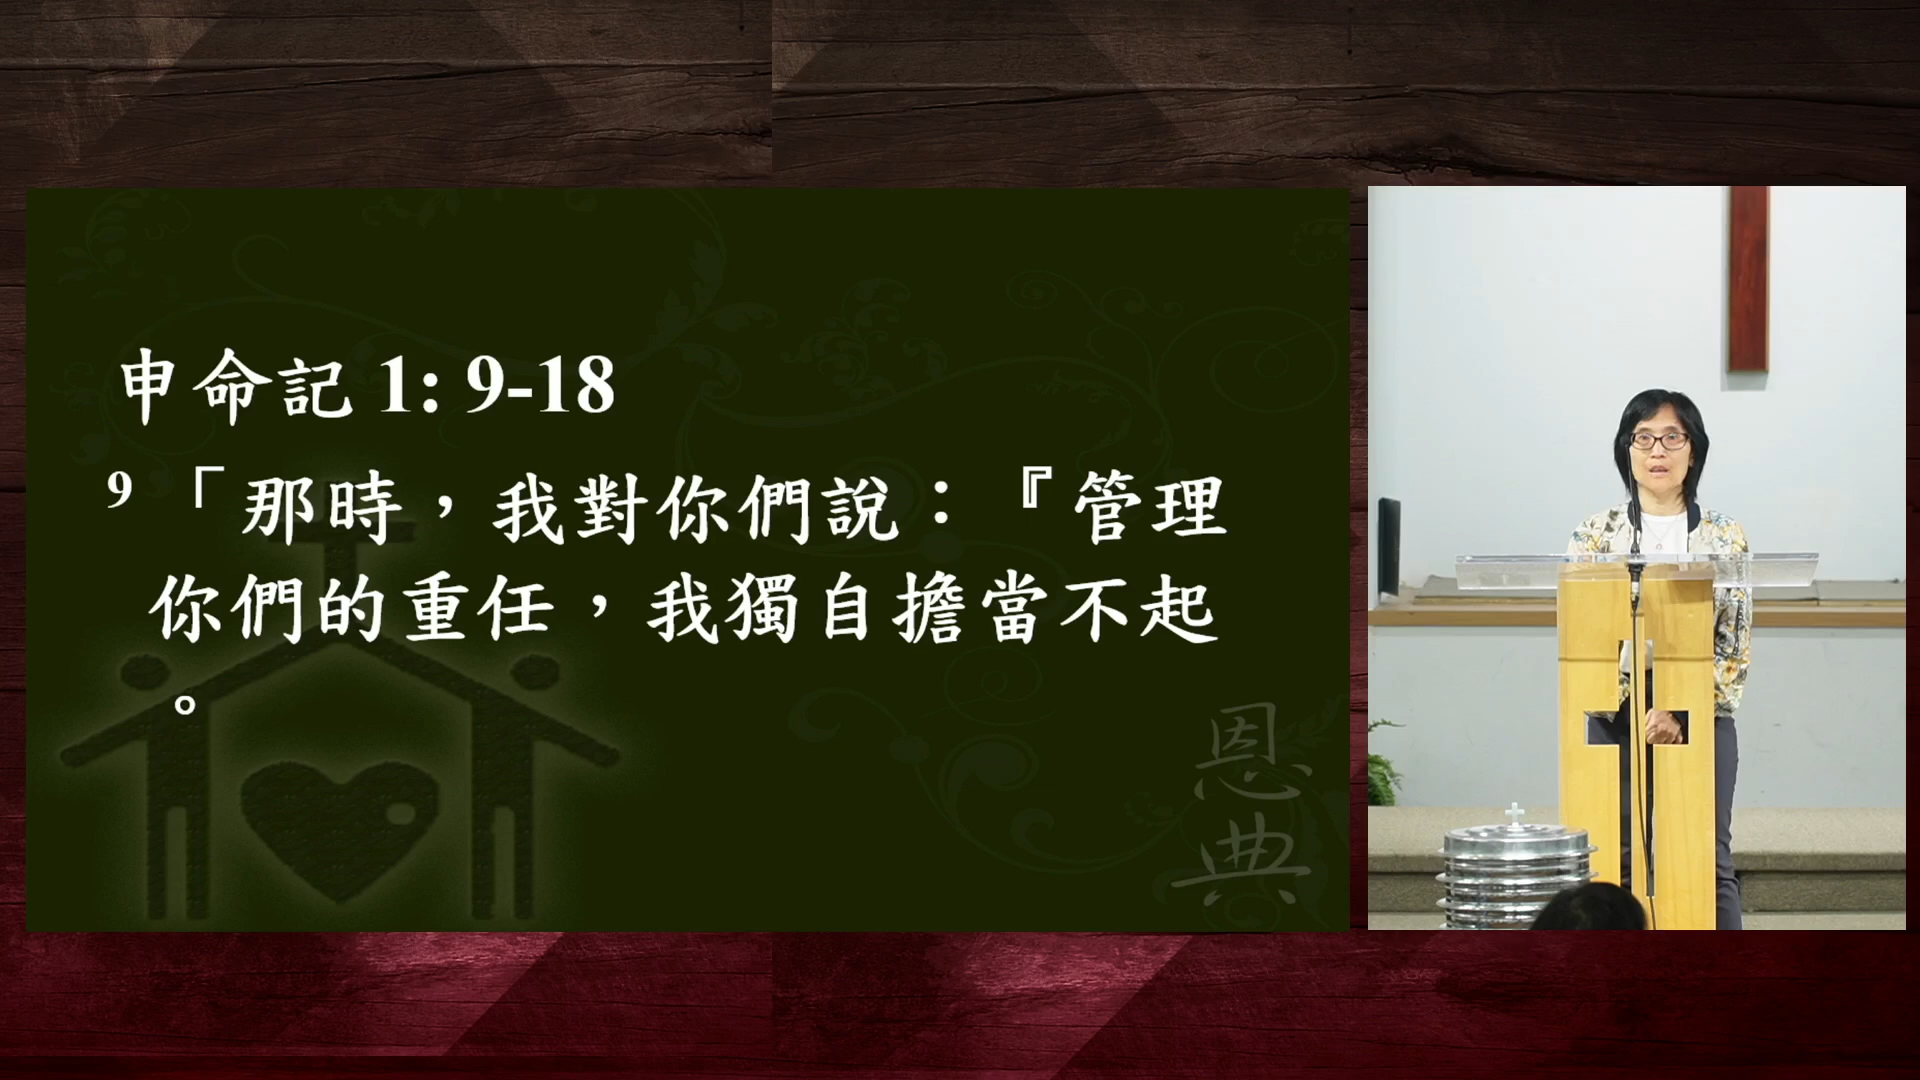 申命記 1: 9-18
9 「那時，我對你們說：『管理
你們的重任，我獨自擔當不起
。
恩
典